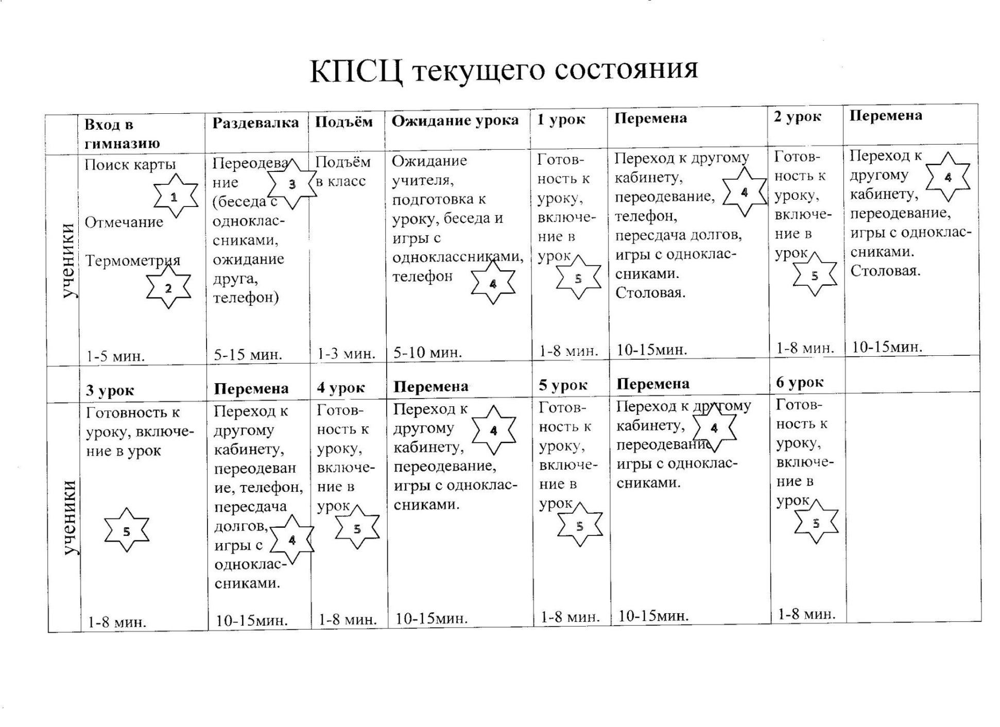 КПСЦ текущего состояния
Вход в
гимназию
Раздевалка
Подъём
Ожидание урока
1 урок
Перемена
2 урок
Перемена
ученики
Поиск карты
1
Отмечание
Термометрия
2
1-5 мин.
Переодева
ние
3
(беседа с
одноклас-
сниками,
ожидание
друга,
телефон)
5-15 мин.
Подъём
в класс
1-3 мин.
Ожидание
учителя,
подготовка к
уроку, беседа и
игры с
одноклассниками,
телефон
4
5-10 мин.
Готов-
ность к
уроку,
включе-
ние в
урок
5
1-8 мин.
Переход к другому
кабинету,
переодевание,
4
телефон,
пересдача долгов,
игры с одноклас-
сниками.
Столовая.
10-15мин.
Готов-
ность к
уроку,
включе-
ние в
урок
5
1-8 мин.
Переход к
другому
4
кабинету,
переодевание,
игры с одноклас-
сниками.
Столовая.
10-15мин.
3 урок
Перемена
4 урок
Перемена
5 урок
Перемена
6 урок
ученики
Готовность к
уроку, включе-
ние в урок
5
1-8 мин.
Переход к
другому
кабинету,
переодеван
ие, телефон,
пересдача
долгов,
игры с
4
одноклас-
сниками.
10-15мин.
Готов-
ность к
уроку,
включе-
ние в
урок
5
1-8 мин.
Переход к
другому
4
кабинету,
переодевание,
игры с одноклас-
сниками.
10-15мин.
Готов-
ность к
уроку,
включе-
ние в
урок
5
1-8 мин.
Переход к другому
кабинету,
4
переодевание
игры с одноклас-
сниками.
10-15мин.
Готов-
ность к
уроку,
включе-
ние в
урок
5
1-8 мин.